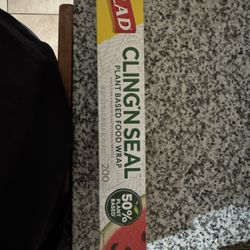 LAD
CLING'N SEAL
PLANT BASED FOOD WRAP
200
50%
PLANT
BASED